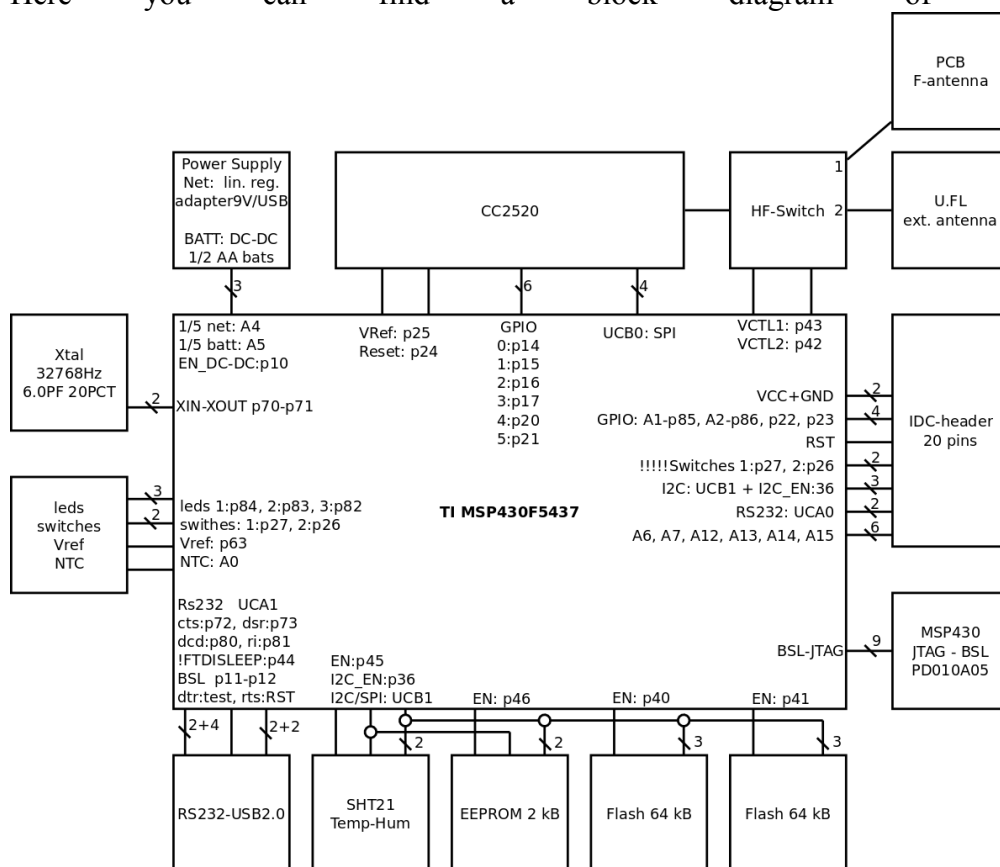 Here you can find a block diagram of
PCB
F-antenna
Power Supply
Net: lin. reg.
adapter9V/USB
BATT: DC-DC
1/2 AA bats
CC2520
HF-Switch
1
2
U.FL
ext. antenna
3
6
4
Xtal
32768Hz
6.0PF 20PCT
2
1/5 net: A4
1/5 batt: A5
EN_DC-DC:p10
XIN-XOUT p70-p71
VRef: p25
Reset: p24
GPIO
0:p14
1:p15
2:p16
3:p17
4:p20
5:p21
UCB0: SPI
VCTL1: p43
VCTL2: p42
VCC+GND
GPIO: A1-p85, A2-p86, p22, p23
RST
!!!!!Switches 1:p27, 2:p26
I2C: UCB1 + I2C_EN:36
RS232: UCA0
A6, A7, A12, A13, A14, A15
2
4
2
3
2
6
IDC-header
20 pins
leds
switches
Vref
NTC
3
2
leds 1:p84, 2:p83, 3:p82
swithes: 1:p27, 2:p26
Vref: p63
NTC: A0
TI MSP430F5437
Rs232 UCA1
cts:p72, dsr:p73
dcd:p80, ri:p81
!FTDISLEEP:p44
BSL p11-p12
dtr:test, rts:RST
EN:p45
I2C_EN:p36
I2C/SPI: UCB1
EN: p46
EN: p40
EN: p41
BSL-JTAG
9
MSP430
JTAG - BSL
PD010A05
2+4
2+2
2
2
3
3
RS232-USB2.0
SHT21
Temp-Hum
EEPROM 2 kB
Flash 64 kB
Flash 64 kB